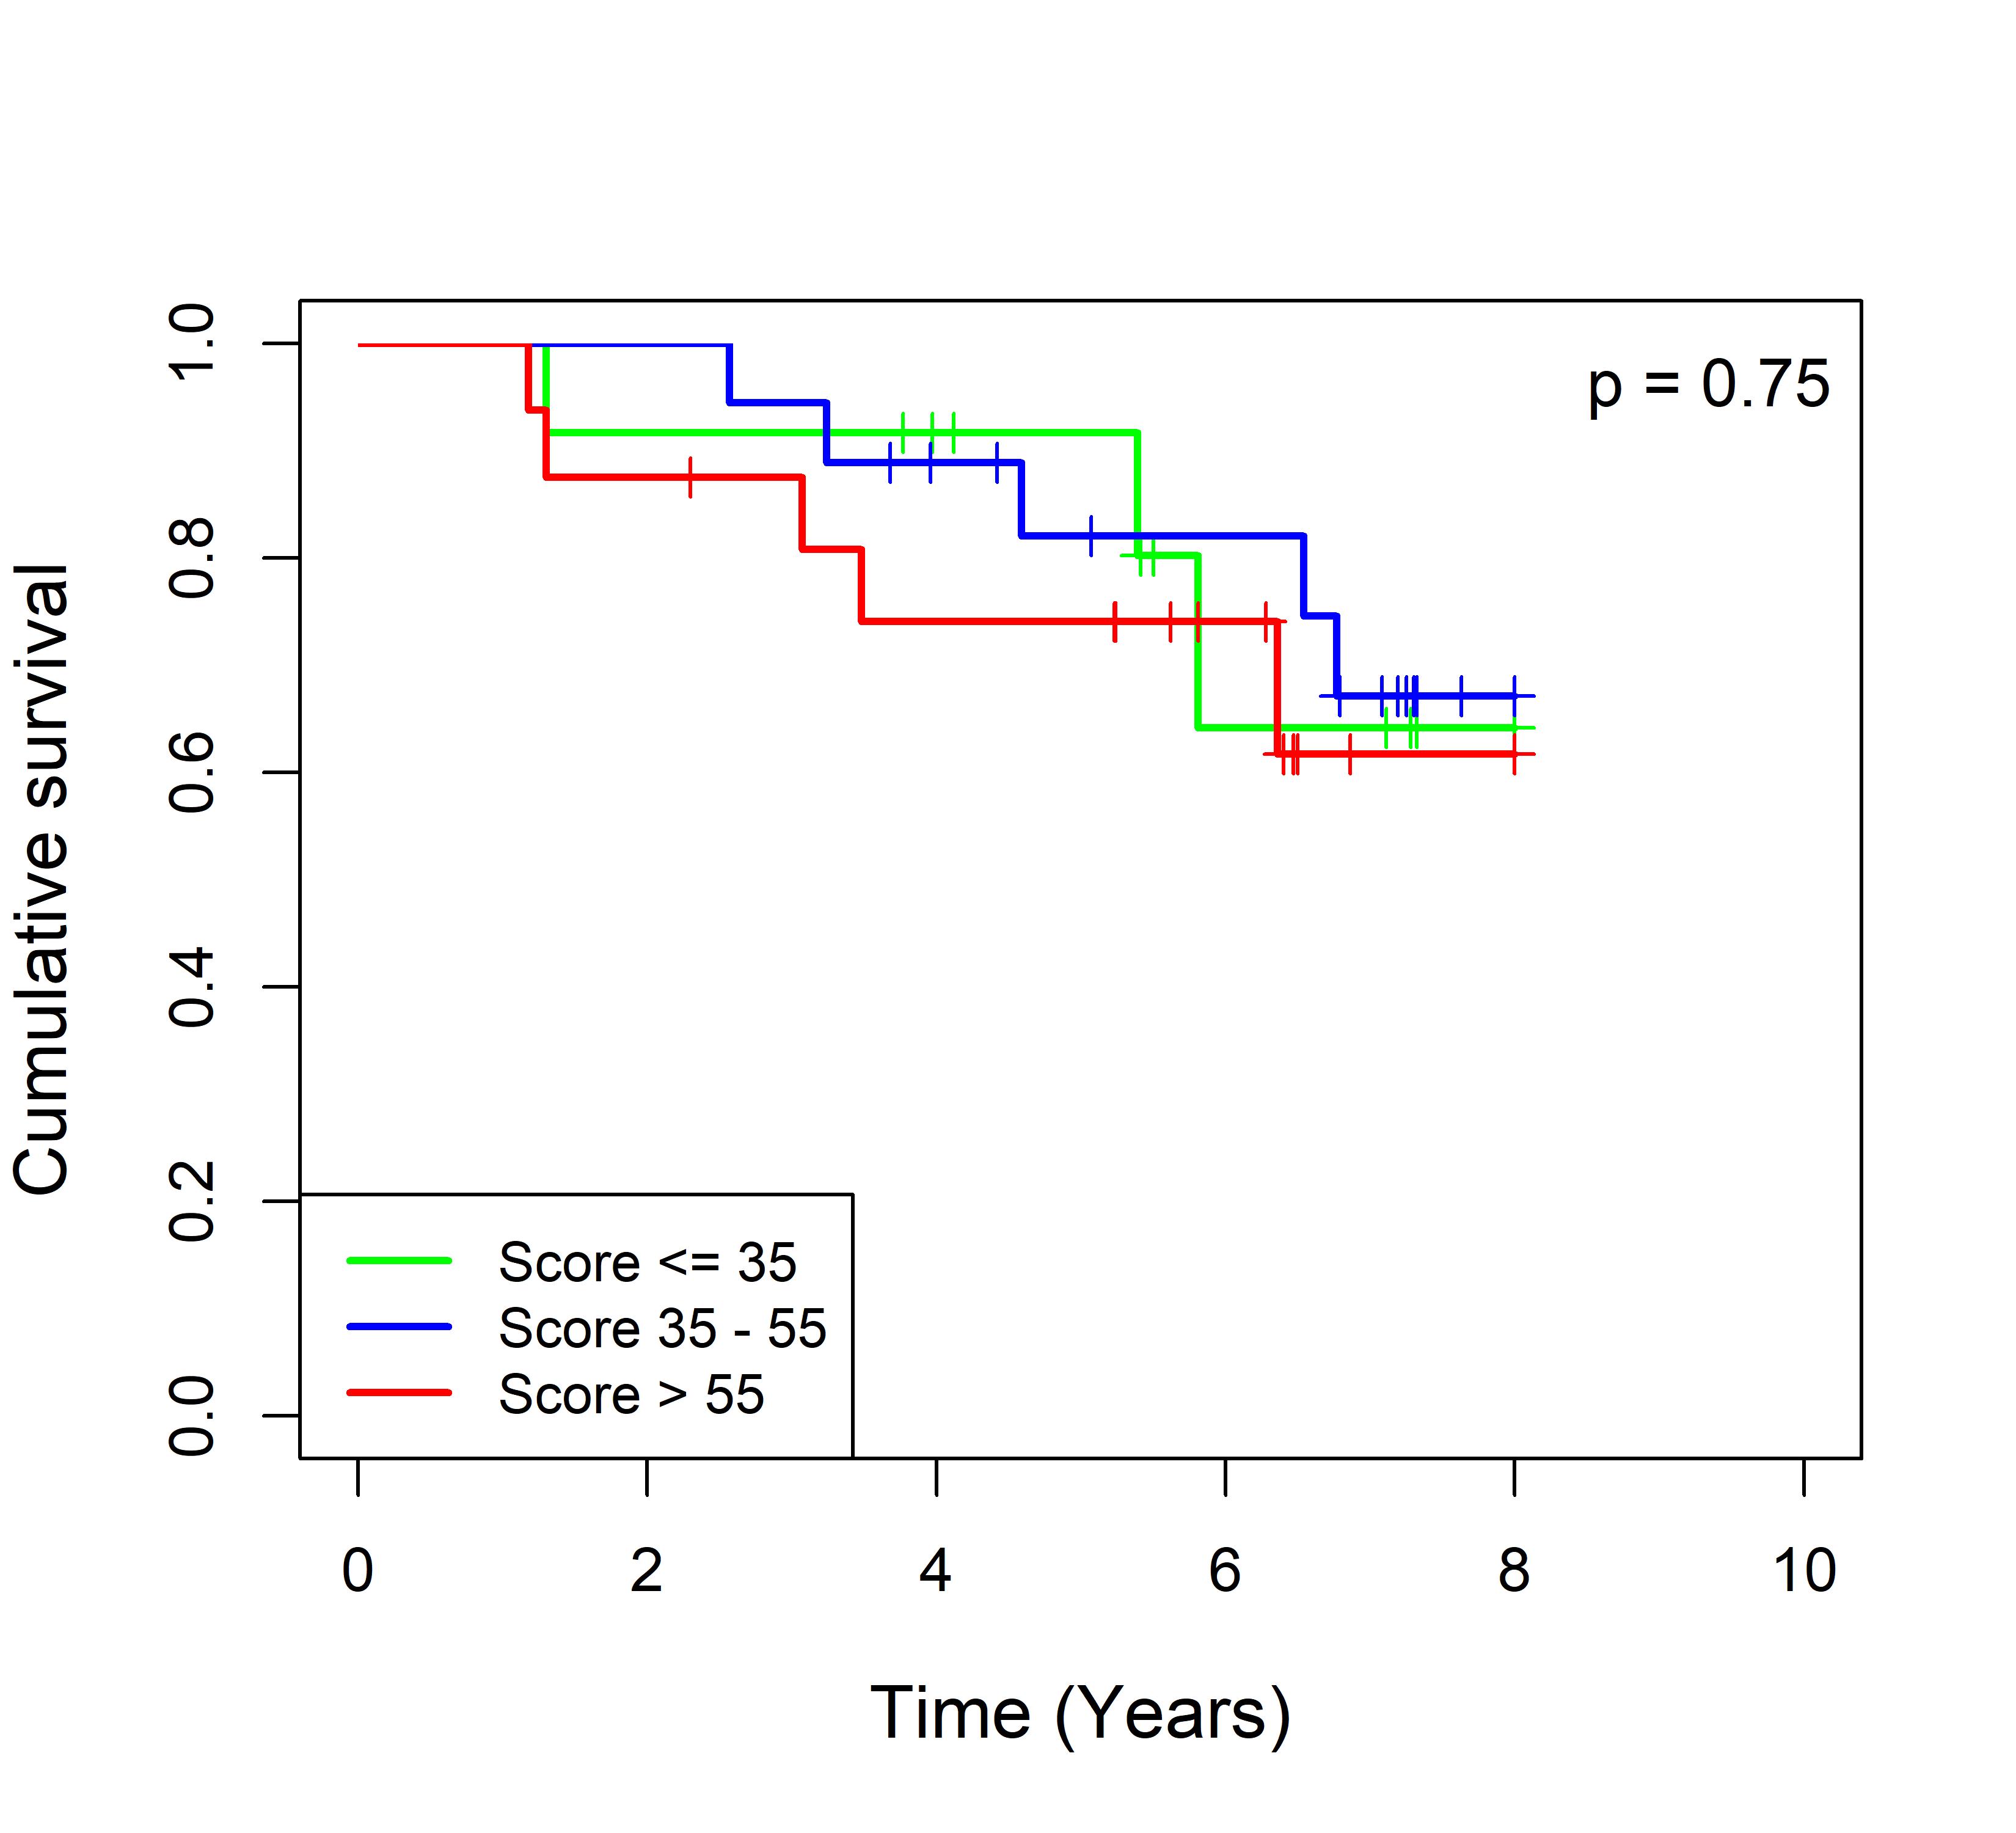 p = 0.75
Cumulative survival
1.0
0.8
0.6
0.4
0.2
0.0
Score <= 35
Score 35 - 55
Score > 55
0 2 4 6 8 10
Time (Years)